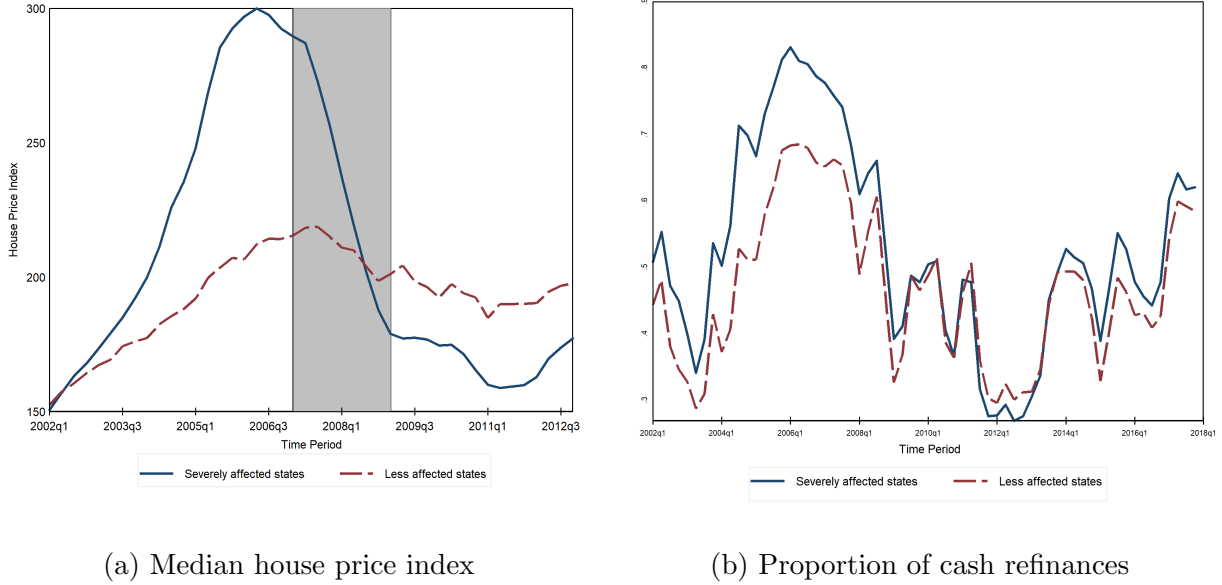 300
250
200
150
House Price Index
2002q1 2003q3 2005q1 2006q3 2008q1 2009q3 2011q1 2012q3
Time Period
Severely affected states Less affected states
(a) Median house price index
.9
.8
.7
.6
.5
.4
.3
2002q1 2004q1 2006q1 2008q1 2010q1 2012q1 2014q1 2016q1 2018q1
Time Period
Severely affected states Less affected states
(b) Proportion of cash refinances